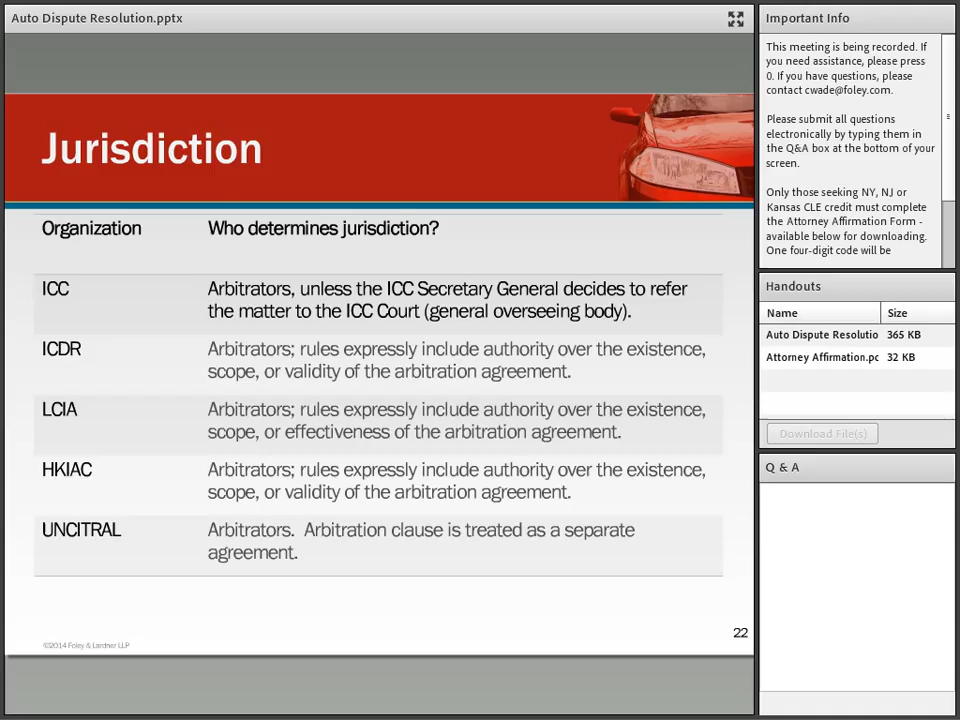 Auto Dispute Resolution.pptx
Jurisdiction
Organization Who determines jurisdiction?
ICC Arbitrators, unless the ICC Secretary General decides to refer
the matter to the ICC Court (general overseeing body).
ICDR Arbitrators; rules expressly include authority over the existence,
scope, or validity of the arbitration agreement.
LCIA Arbitrators; rules expressly include authority over the existence,
scope, or effectiveness of the arbitration agreement.
HKIAC Arbitrators; rules expressly include authority over the existence,
scope, or validity of the arbitration agreement.
UNCITRAL Arbitrators. Arbitration clause is treated as a separate
agreement.
22
©2014 Foley & Lardner LLP
Important Info
This meeting is being recorded. If
you need assistance, please press
0. If you have questions, please
contact cwade@foley.com.
Please submit all questions
electronically by typing them in
the Q&A box at the bottom of your
screen.
Only those seeking NY, NJ or
Kansas CLE credit must complete
the Attorney Affirmation Form -
available below for downloading.
One four-digit code will be
Handouts
Name Size
Auto Dispute Resolutio 365 KB
Attorney Affirmation.pc 32 KB
Download File(s)
Q & A